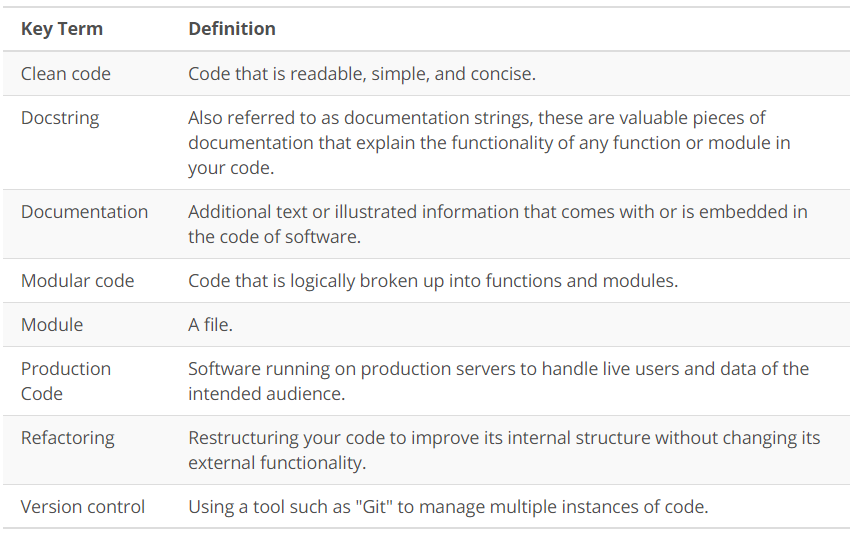 Key Term Definition
Clean code Code that is readable, simple, and concise.
Docstring Also referred to as documentation strings, these are valuable pieces of
documentation that explain the functionality of any function or module in
your code.
Documentation Additional text or illustrated information that comes with or is embedded in
the code of software.
Modular code Code that is logically broken up into functions and modules.
Module A file.
Production Software running on production servers to handle live users and data of the
Code intended audience.
Refactoring Restructuring your code to improve its internal structure without changing its
external functionality.
Version control Using a tool such as "Git" to manage multiple instances of code.